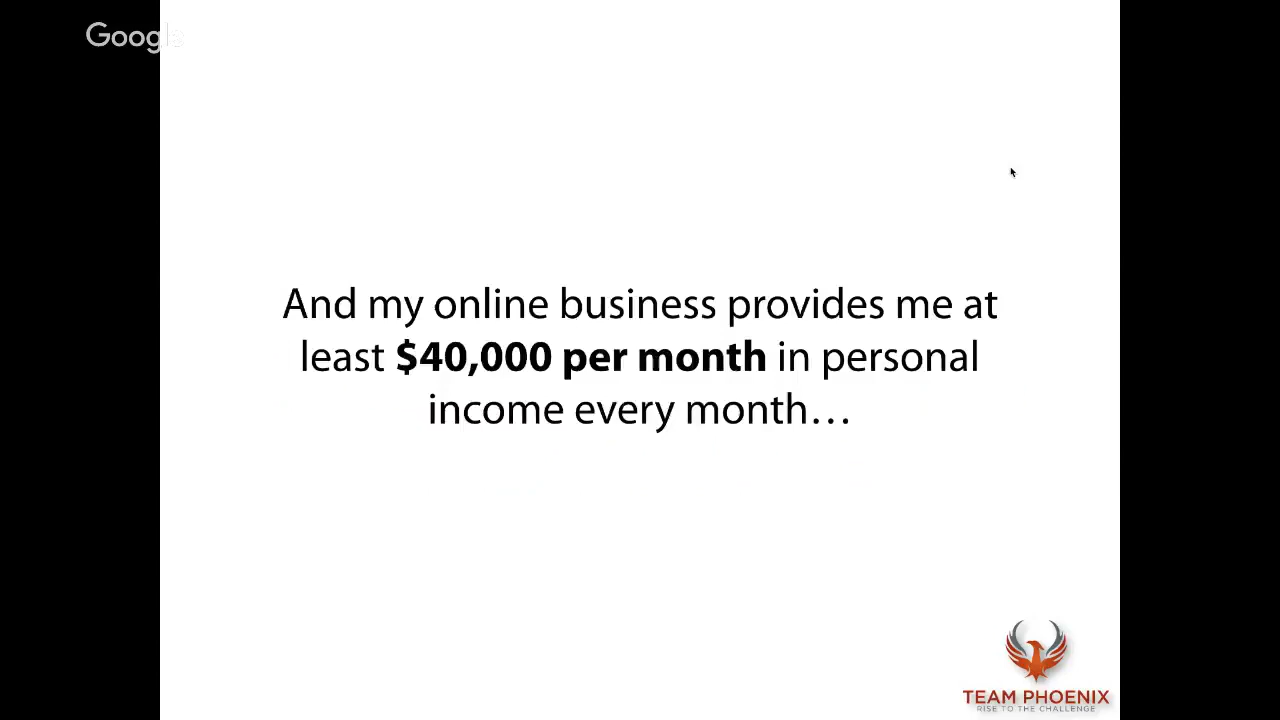 Google
And my online business provides me at
least $40,000 per month in personal
income every month…
TEAM PHOENIX
RISE TO THE CHALLENGE